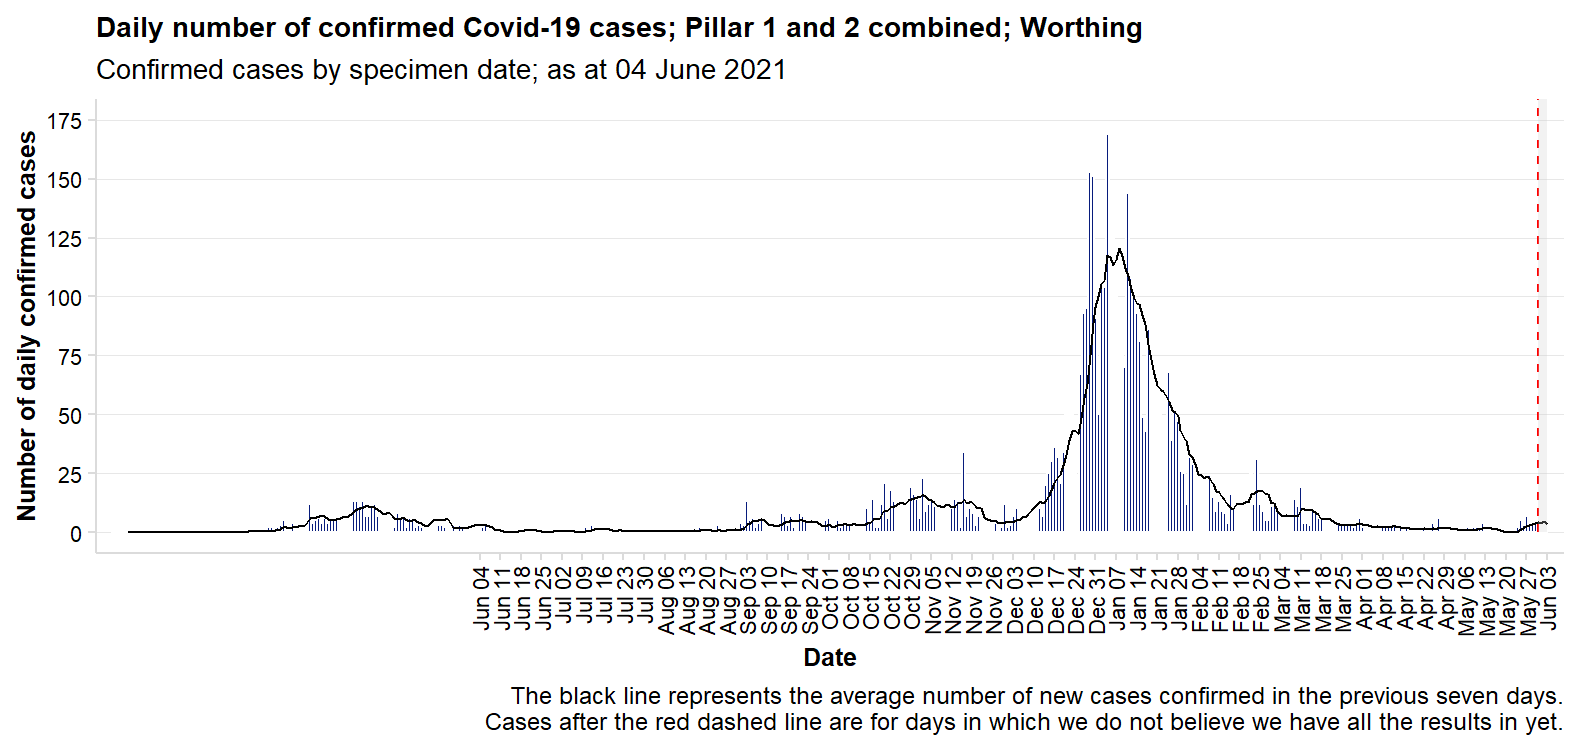 Daily number of confirmed Covid-19 cases; Pillar 1 and 2 combined; Worthing
Confirmed cases by specimen date; as at 04 June 2021
Number of daily confirmed cases
175
150
125
100
75
50
25
0
Jun 04
Jun 11
Jun 18
Jun 25
Jul 02
Jul 09
Jul 16
Jul 23
Jul 30
Aug 06
Aug 13
Aug 20
Aug 27
Sep 03
Sep 10
Sep 17
Sep 24
Oct 01
Oct 08
Oct 15
Oct 22
Oct 29
Nov 05
Nov 12
Nov 19
Nov 26
Dec 03
Dec 10
Dec 17
Dec 24
Dec 31
Jan 07
Jan 14
Jan 21
Jan 28
Feb 04
Feb 11
Feb 18
Feb 25
Mar 04
Mar 11
Mar 18
Mar 25
Apr 01
Apr 08
Apr 15
Apr 22
Apr 29
May 06
May 13
May 20
May 27
Jun 03
Date
The black line represents the average number of new cases confirmed in the previous seven days.
Cases after the red dashed line are for days in which we do not believe we have all the results in yet.